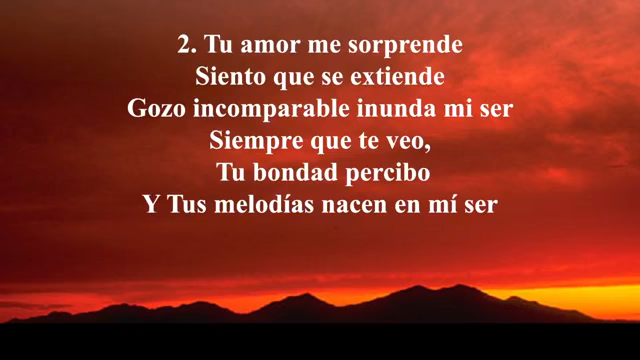 2. Tu amor me sorprende
Siento que se extiende
Gozo incomparable inunda mi ser
Siempre que te veo,
Tu bondad percibo
Y Tus melodías nacen en mí ser